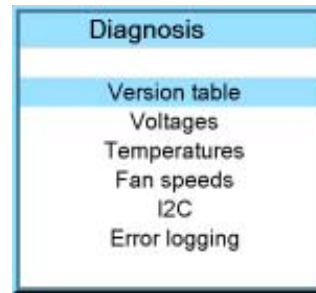 Diagnosis
Version table
Voltages
Temperatures
Fan speeds
I2C
Error logging